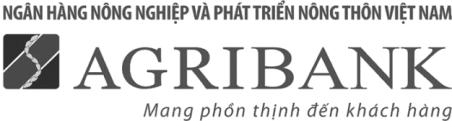 NGÂN HÀNG NÔNG NGHIỆP VÀ PHÁT TRIỂN NÔNG THÔN VIỆT NAM
AGRIBANK
Mang phồn thịnh đến khách hàng